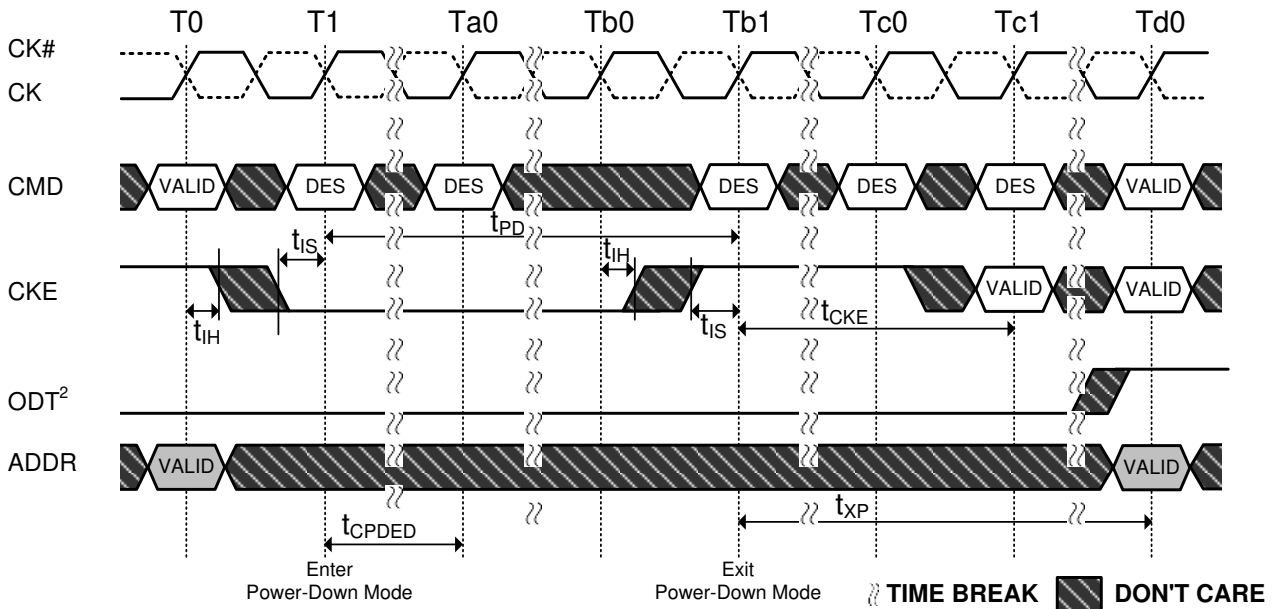 T0 T1 Ta0 Tb0 Tb1 Tc0 Tc1 Td0
CK#
CK
CMD VALID DES DES DES DES DES VALID
tPD
tIS tIH
CKE VALID VALID
tIH tIS tCKE
ODT²
ADDR VALID VALID
tXP
tCPDED
Enter
Power-Down Mode
Exit
Power-Down Mode
TIME BREAK DON'T CARE